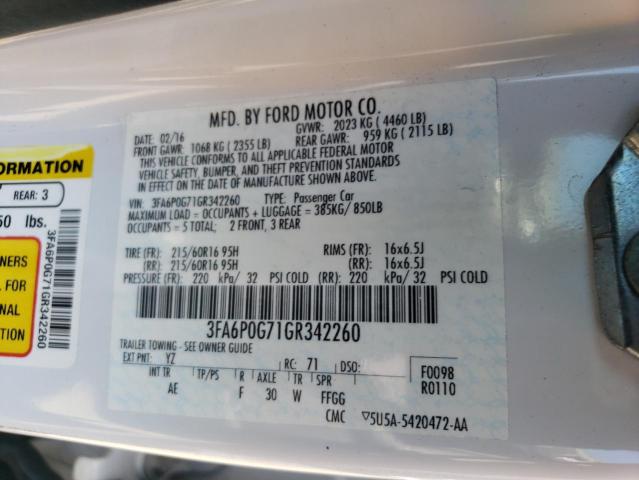 MFD. BY FORD MOTOR CO.
DATE: 02/16 GVWR: 2023 KG ( 4460 LB)
FRONT GAWR: 1068 KG ( 2355 LB) REAR GAWR: 959 KG ( 2115 LB)
THIS VEHICLE CONFORMS TO ALL APPLICABLE FEDERAL MOTOR
VEHICLE SAFETY, BUMPER, AND THEFT PREVENTION STANDARDS
IN EFFECT ON THE DATE OF MANUFACTURE SHOWN ABOVE.
VIN: 3FA6P0G71GR342260 TYPE: Passenger Car
MAXIMUM LOAD = OCCUPANTS + LUGGAGE = 385KG/ 850LB
OCCUPANTS = 5 TOTAL; 2 FRONT, 3 REAR
TIRE (FR): 215/60R16 95H RIMS (FR): 16x6.5J
(RR): 215/60R16 95H (RR): 16x6.5J
PRESSURE (FR): 220 kPa/ 32 PSI COLD (RR): 220 kPa/ 32 PSI COLD
3FA6P0G71GR342260
TRAILER TOWING - SEE OWNER GUIDE
EXT PNT: YZ RC: 71 DSO:
F0098
R0110
INT TR TP/PS R AXLE TR SPR
AE F 30 W FFGG
CMC ▽5U5A-5420472-AA
FORMATION
REAR: 3
50 lbs.
NERS
L FOR
NAL
3FA6P0G71GR342260